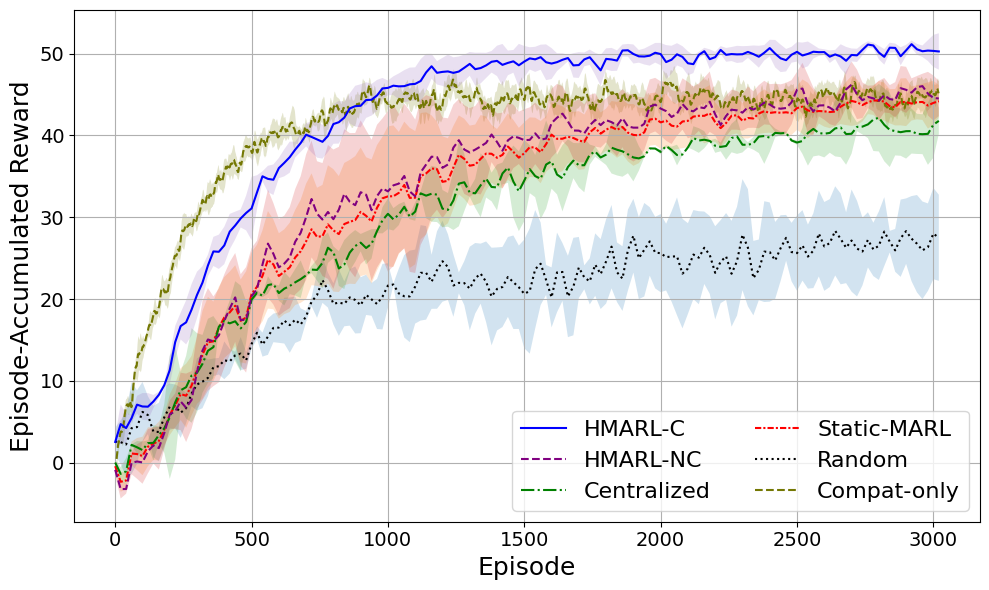 Episode-Accumulated Reward
50
40
30
20
10
0
0 500 1000 1500 2000 2500 3000
Episode
HMARL-C
HMARL-NC
Centralized
Static-MARL
Random
Compat-only